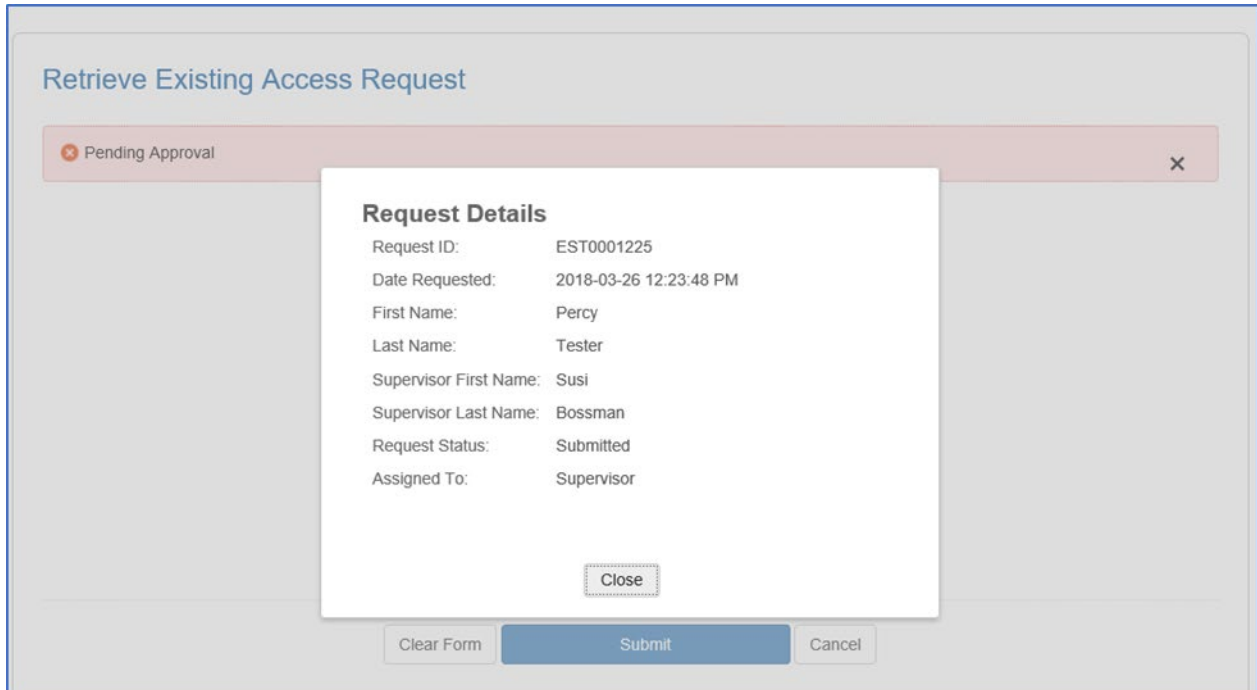 Retrieve Existing Access Request
Pending Approval
Request Details
Request ID: EST0001225
Date Requested: 2018-03-26 12:23:48 PM
First Name: Percy
Last Name: Tester
Supervisor First Name: Susi
Supervisor Last Name: Bossman
Request Status: Submitted
Assigned To: Supervisor
Close
Clear Form Submit Cancel